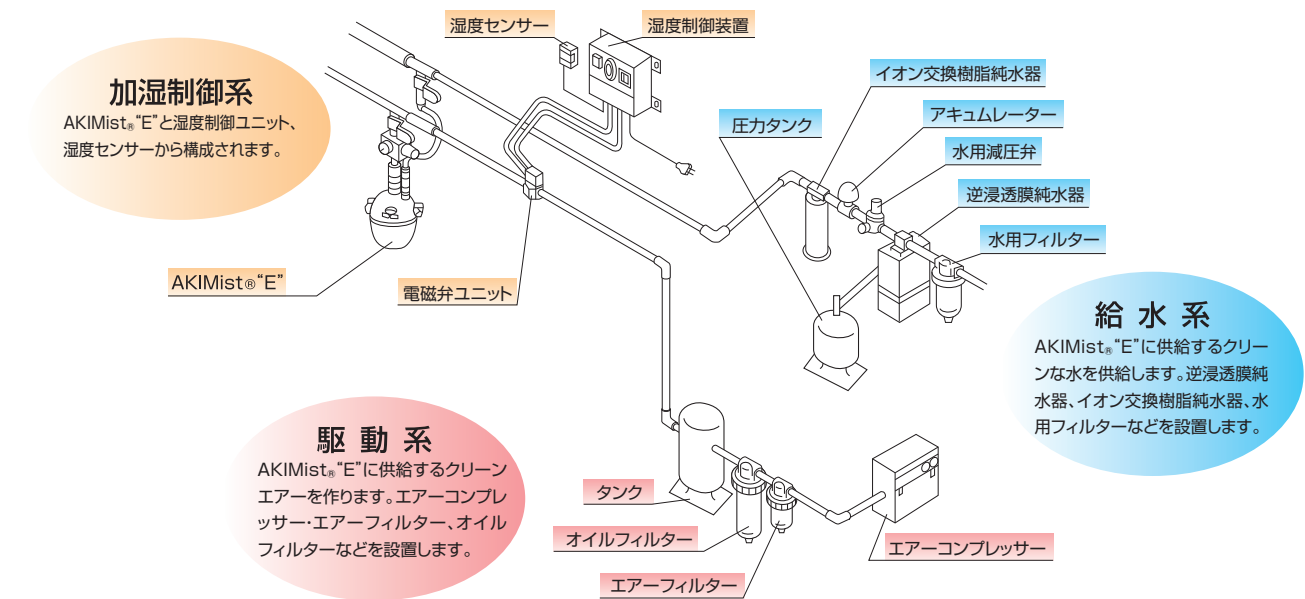 湿度センサー
湿度制御装置
加湿制御系
AKIMist®“E”と湿度制御ユニット、
湿度センサーから構成されます。
イオン交換樹脂純水器
アキュムレーター
圧力タンク
水用減圧弁
逆浸透膜純水器
水用フィルター
AKIMist®“E”
電磁弁ユニット
給水系
AKIMist®“E”に供給するクリー
ンな水を供給します。逆浸透膜純
水器、イオン交換樹脂純水器、水
用フィルターなどを設置します。
駆動系
AKIMist®“E”に供給するクリーン
エアーを作ります。エアーコンプレ
ッサー・エアーフィルター、オイル
フィルターなどを設置します。
タンク
オイルフィルター
エアーフィルター
エアーコンプレッサー